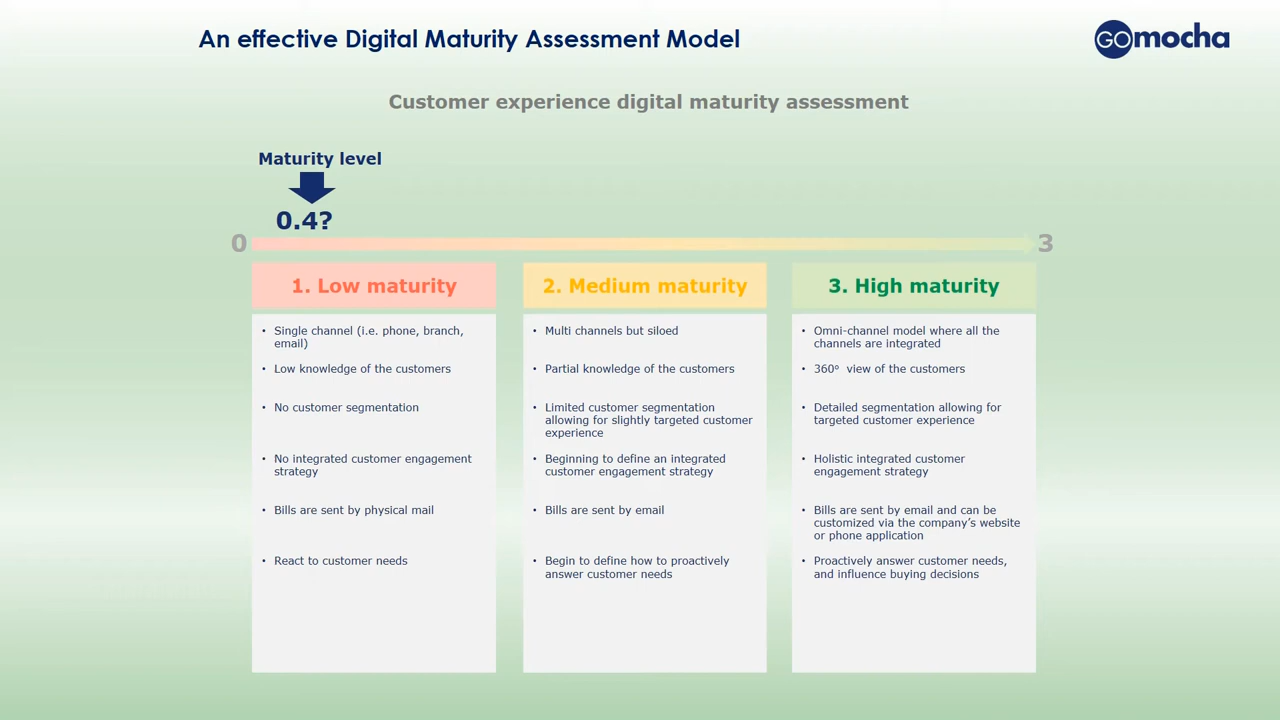 An effective Digital Maturity Assessment Model
GOmocha
Customer experience digital maturity assessment
Maturity level
0.4?
0
3
1. Low maturity
• Single channel (i.e. phone, branch,
email)
• Low knowledge of the customers
• No customer segmentation
• No integrated customer engagement
strategy
• Bills are sent by physical mail
• React to customer needs
2. Medium maturity
• Multi channels but siloed
• Partial knowledge of the customers
• Limited customer segmentation
allowing for slightly targeted customer
experience
• Beginning to define an integrated
customer engagement strategy
• Bills are sent by email
• Begin to define how to proactively
answer customer needs
3. High maturity
• Omni-channel model where all the
channels are integrated
• 360º view of the customers
• Detailed segmentation allowing for
targeted customer experience
• Holistic integrated customer
engagement strategy
• Bills are sent by email and can be
customized via the company’s website
or phone application
• Proactively answer customer needs,
and influence buying decisions